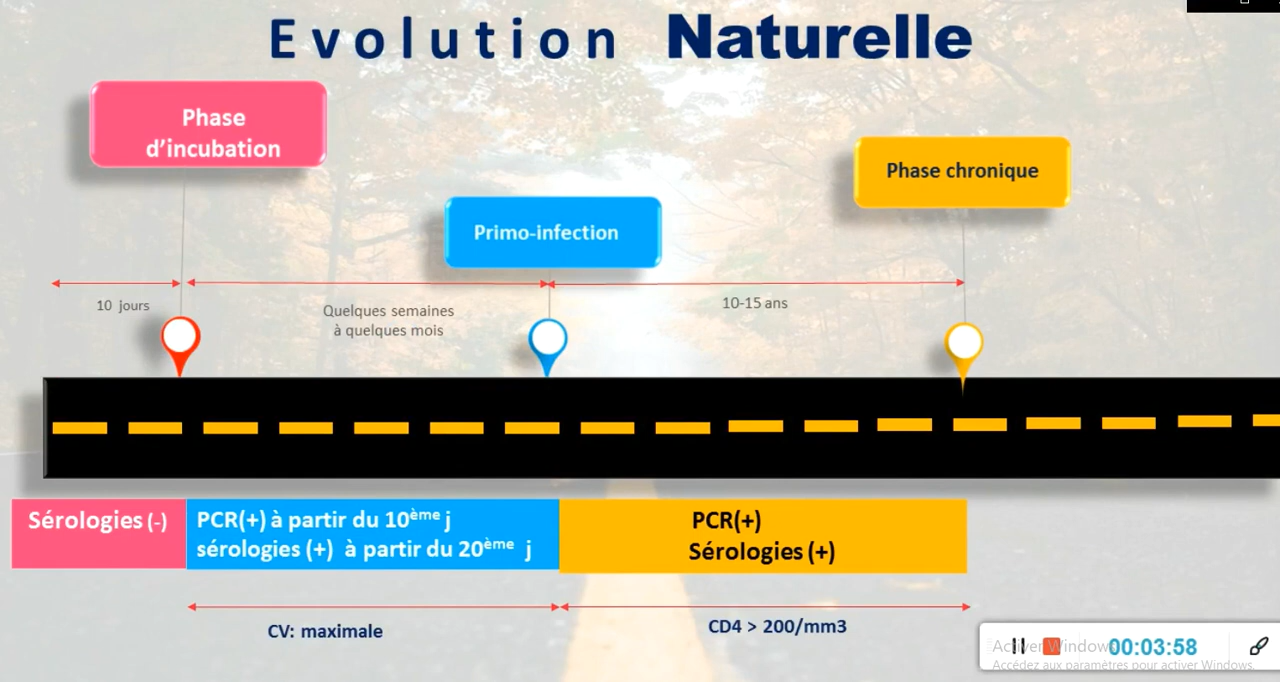 Evolution Naturelle
Phase
d’incubation
Phase chronique
Primo-infection
10 jours
Quelques semaines
à quelques mois
10-15 ans
Sérologies (-)
PCR(+) à partir du 10ème j
sérologies (+) à partir du 20ème j
PCR(+)
Sérologies (+)
CV: maximale
CD4 > 200/mm3
Activer Windows
00:03:58
Accédez aux paramètres pour activer Windows.